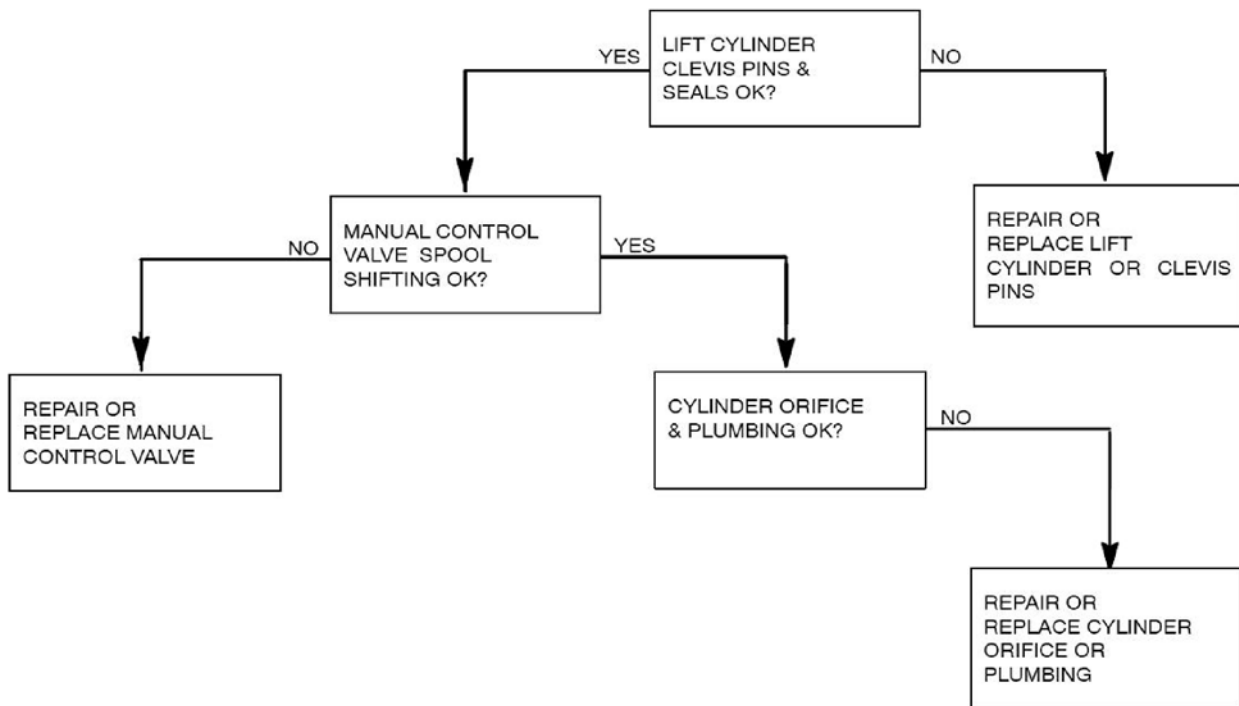 LIFT CYLINDER
CLEVIS PINS &
SEALS OK?
YES
NO
MANUAL CONTROL
VALVE SPOOL
SHIFTING OK?
NO
YES
REPAIR OR
REPLACE LIFT
CYLINDER OR CLEVIS
PINS
REPAIR OR
REPLACE MANUAL
CONTROL VALVE
CYLINDER ORIFICE
& PLUMBING OK?
NO
REPAIR OR
REPLACE CYLINDER
ORIFICE OR
PLUMBING